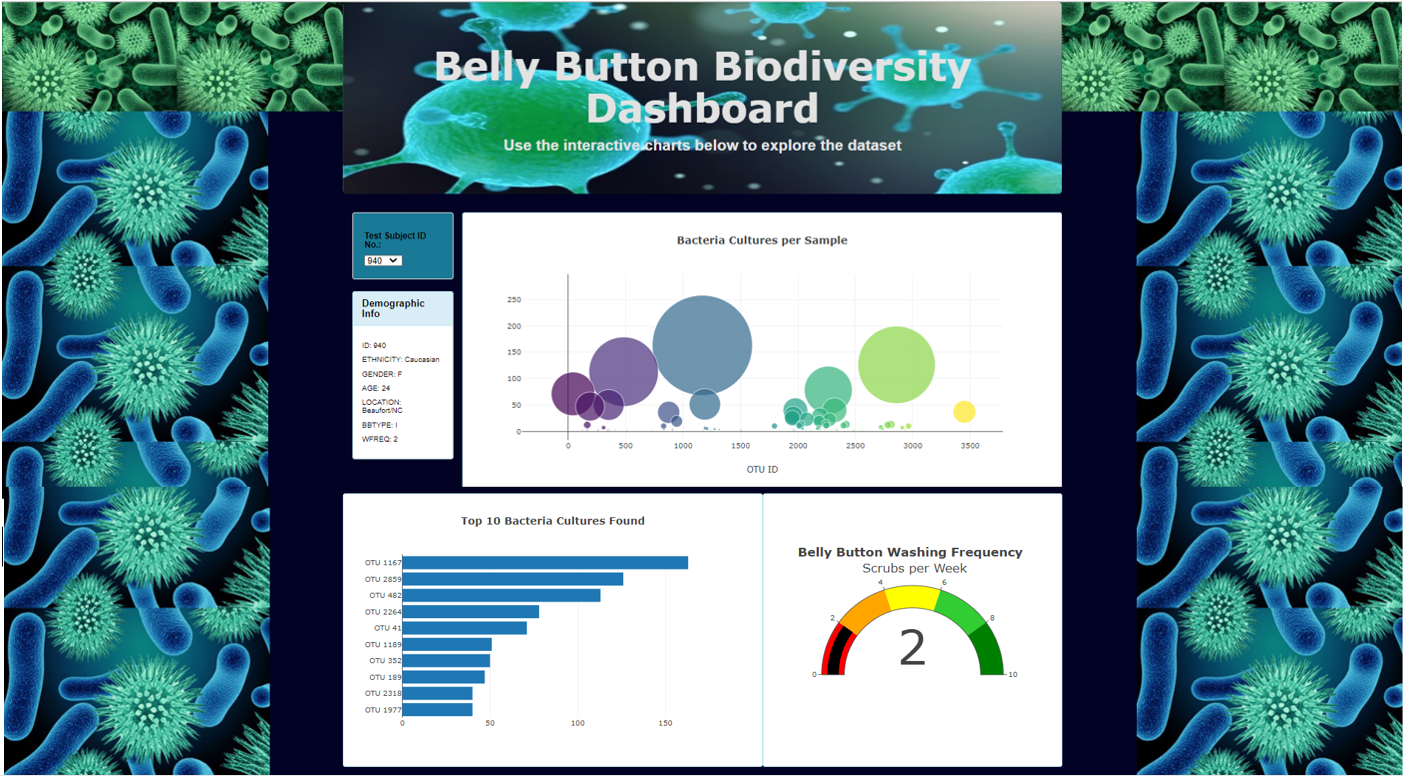 Belly Button Biodiversity
Dashboard
Use the interactive charts below to explore the dataset
Test Subject ID
No.:
940
Demographic
Info
ID: 940
ETHNICITY: Caucasian
GENDER: F
AGE: 24
LOCATION:
Beaufort/NC
BBTYPE: I
WFREQ: 2
Bacteria Cultures per Sample
250
200
150
100
50
0
0 500 1000 1500 2000 2500 3000 3500
OTU ID
Top 10 Bacteria Cultures Found
OTU 1167
OTU 2859
OTU 482
OTU 2264
OTU 41
OTU 1189
OTU 352
OTU 189
OTU 2318
OTU 1977
0 50 100 150
Belly Button Washing Frequency
Scrubs per Week
4 6
2 8
2
0 10